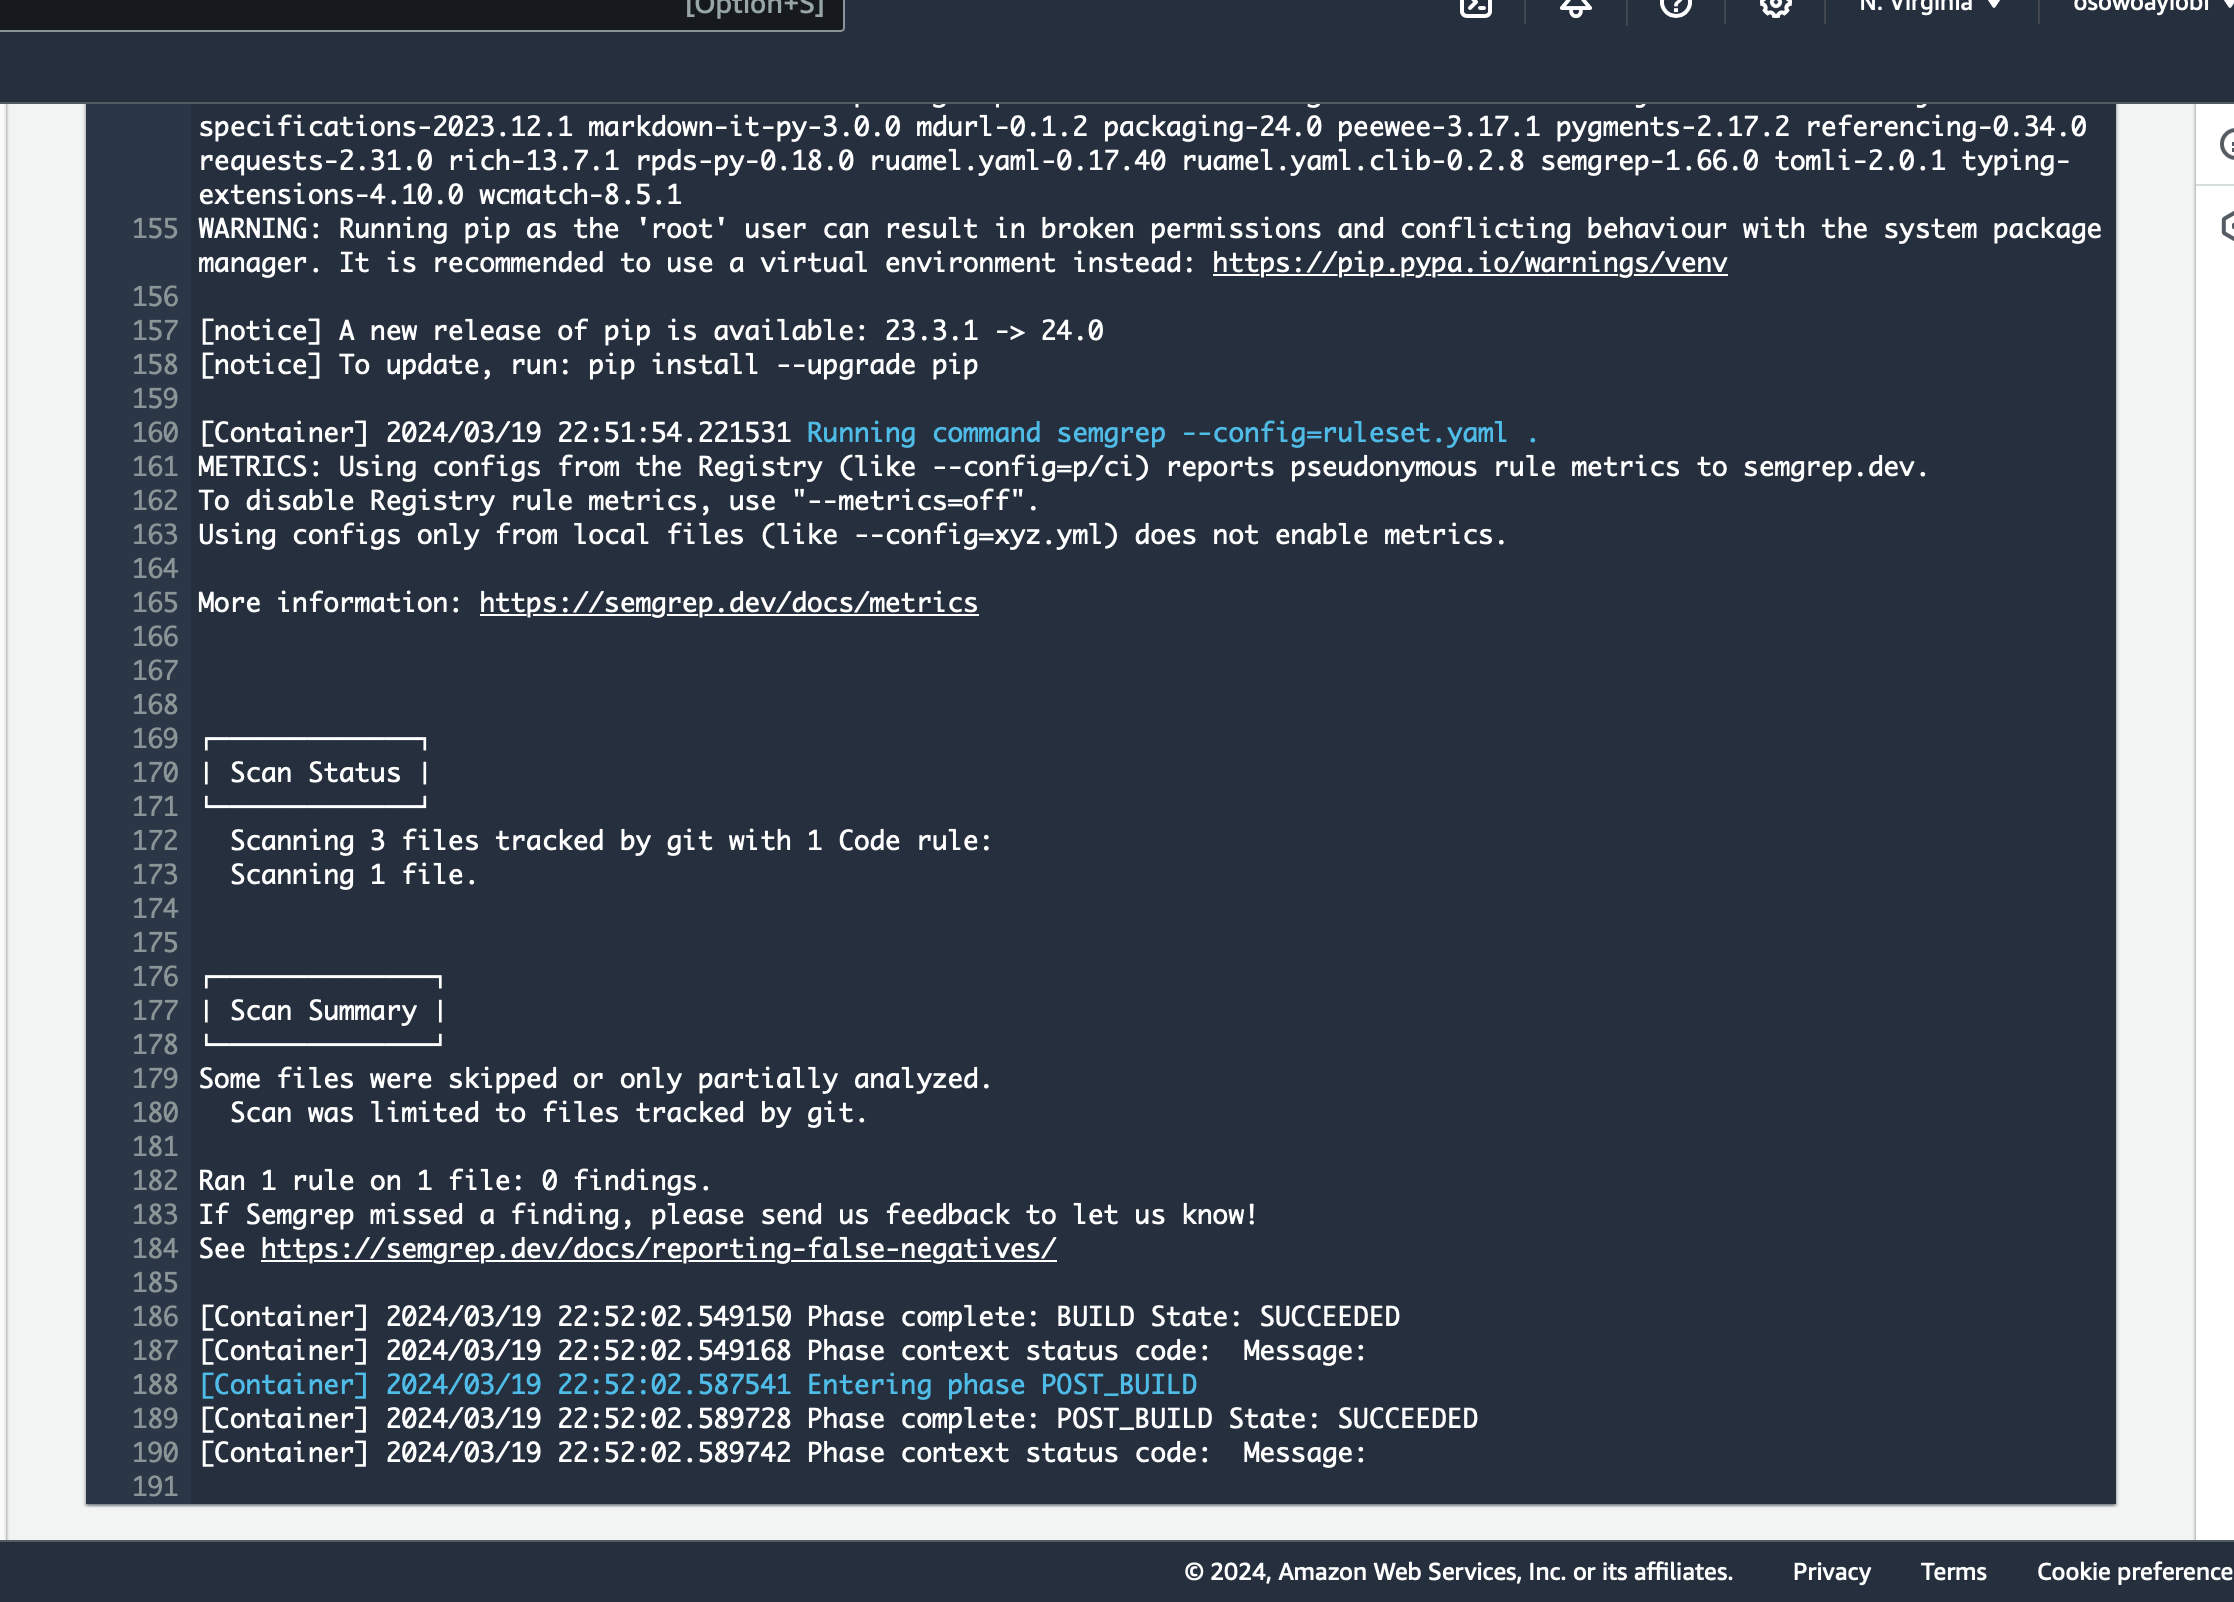 [Option+S]
N. Virginia
osowoayobi
specifications-2023.12.1 markdown-it-py-3.0.0 mdurl-0.1.2 packaging-24.0 peewee-3.17.1 pygments-2.17.2 referencing-0.34.0
requests-2.31.0 rich-13.7.1 rpds-py-0.18.0 ruamel.yaml-0.17.40 ruamel.yaml.clib-0.2.8 semgrep-1.66.0 tomli-2.0.1 typing-
extensions-4.10.0 wcmatch-8.5.1
155 WARNING: Running pip as the 'root' user can result in broken permissions and conflicting behaviour with the system package
manager. It is recommended to use a virtual environment instead: https://pip.pypa.io/warnings/venv
156
157 [notice] A new release of pip is available: 23.3.1 -> 24.0
158 [notice] To update, run: pip install --upgrade pip
159
160 [Container] 2024/03/19 22:51:54.221531 Running command semgrep --config=ruleset.yaml .
161 METRICS: Using configs from the Registry (like --config=p/ci) reports pseudonymous rule metrics to semgrep.dev.
162 To disable Registry rule metrics, use "--metrics=off".
163 Using configs only from local files (like --config=xyz.yml) does not enable metrics.
164
165 More information: https://semgrep.dev/docs/metrics
166
167
168
169
170 | Scan Status |
171
172 Scanning 3 files tracked by git with 1 Code rule:
173 Scanning 1 file.
174
175
176
177 | Scan Summary |
178
179 Some files were skipped or only partially analyzed.
180 Scan was limited to files tracked by git.
181
182 Ran 1 rule on 1 file: 0 findings.
183 If Semgrep missed a finding, please send us feedback to let us know!
184 See https://semgrep.dev/docs/reporting-false-negatives/
185
186 [Container] 2024/03/19 22:52:02.549150 Phase complete: BUILD State: SUCCEEDED
187 [Container] 2024/03/19 22:52:02.549168 Phase context status code:  Message:
188 [Container] 2024/03/19 22:52:02.587541 Entering phase POST_BUILD
189 [Container] 2024/03/19 22:52:02.589728 Phase complete: POST_BUILD State: SUCCEEDED
190 [Container] 2024/03/19 22:52:02.589742 Phase context status code:  Message:
191
© 2024, Amazon Web Services, Inc. or its affiliates. Privacy Terms Cookie preference